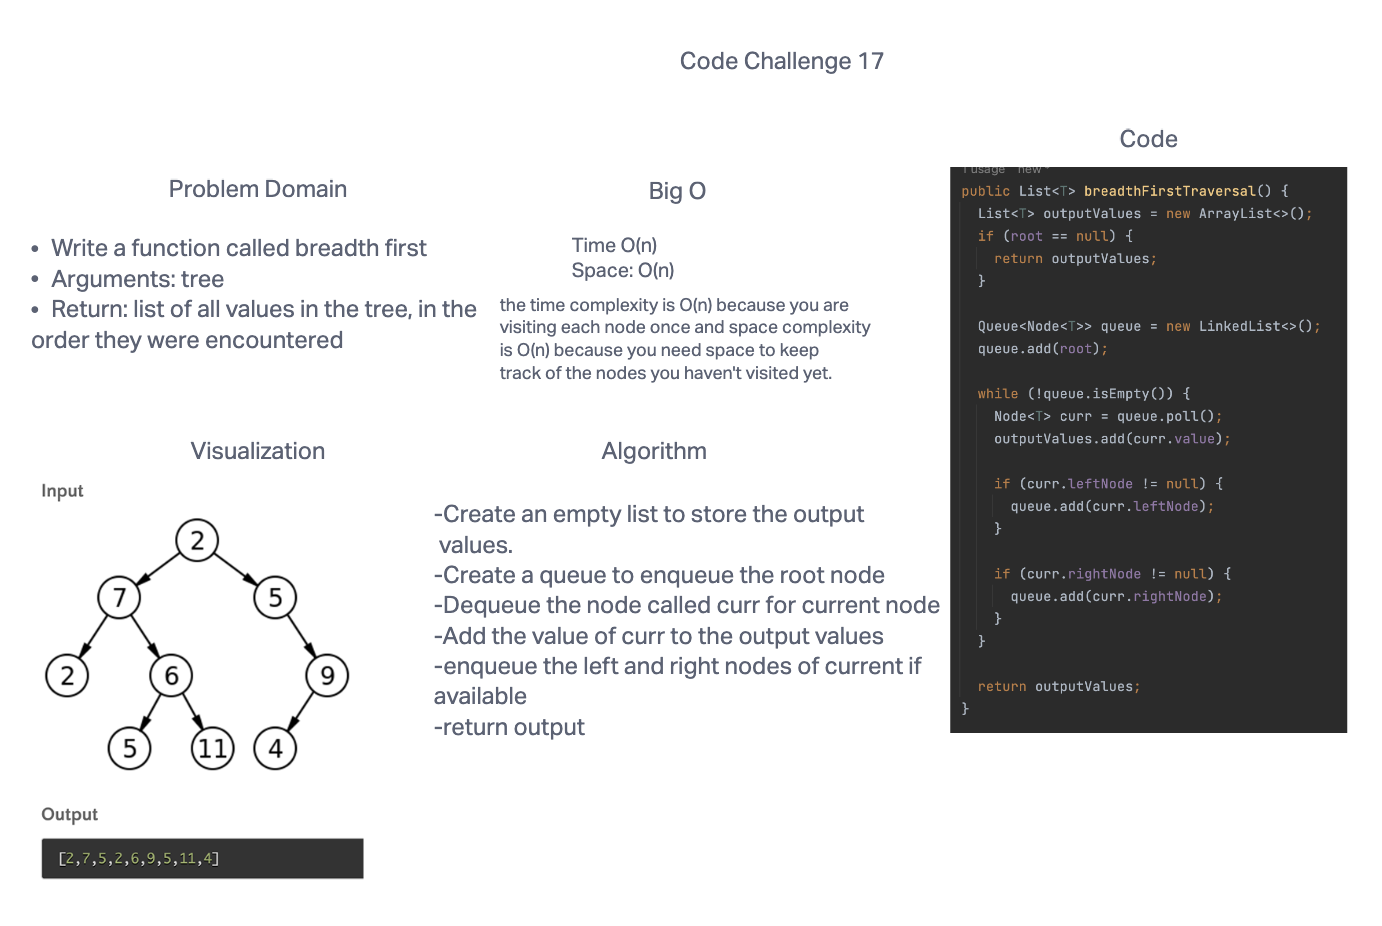 Code Challenge 17
Problem Domain
• Write a function called breadth first
• Arguments: tree
• Return: list of all values in the tree, in the
order they were encountered
Big O
Time O(n)
Space: O(n)
the time complexity is O(n) because you are
visiting each node once and space complexity
is O(n) because you need space to keep
track of the nodes you haven't visited yet.
Visualization
Input
2
7
5
2
6
9
5
11
4
Output
[2,7,5,2,6,9,5,11,4]
Algorithm
-Create an empty list to store the output
values.
-Create a queue to enqueue the root node
-Dequeue the node called curr for current node
-Add the value of curr to the output values
-enqueue the left and right nodes of current if
available
-return output
Code
1 usage new *
public List<T> breadthFirstTraversal() {
List<T> outputValues = new ArrayList<>();
if (root == null) {
return outputValues;
}
Queue<Node<T>> queue = new LinkedList<>();
queue.add(root);
while (!queue.isEmpty()) {
Node<T> curr = queue.poll();
outputValues.add(curr.value);
if (curr.leftNode != null) {
queue.add(curr.leftNode);
}
if (curr.rightNode != null) {
queue.add(curr.rightNode);
}
}
return outputValues;
}